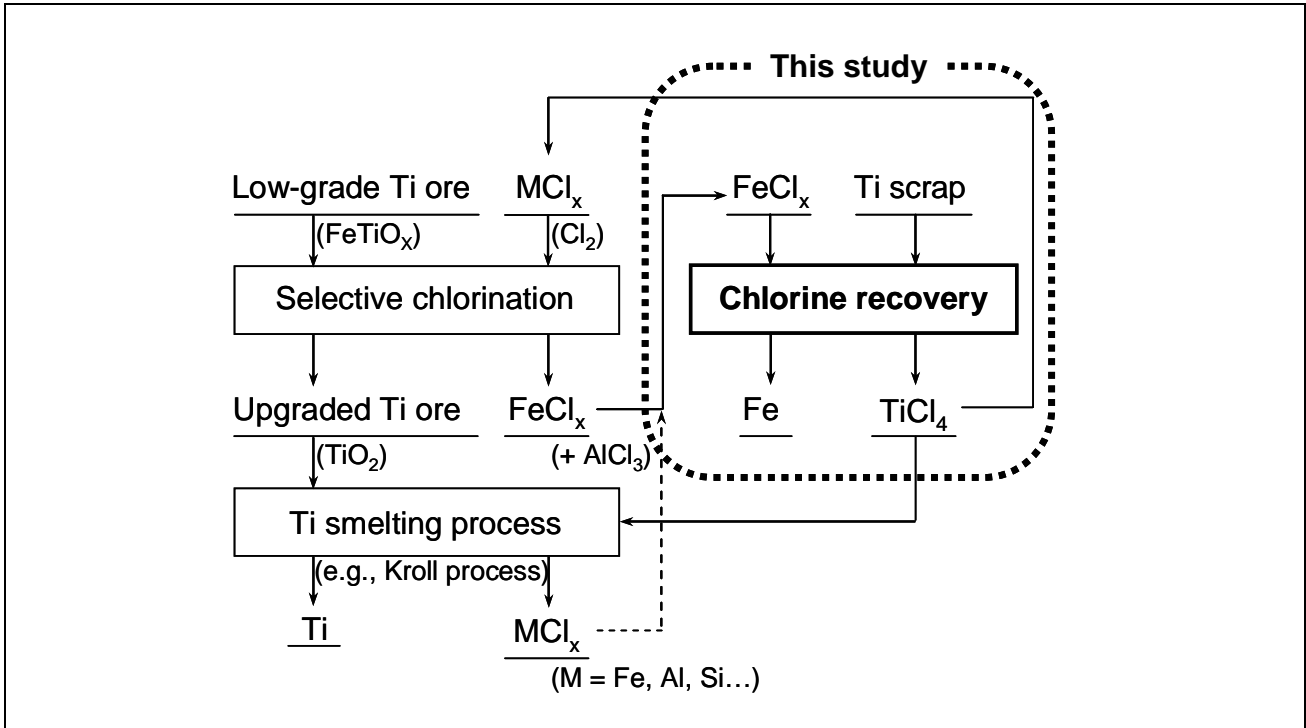 This study
Low-grade Ti ore
MClₓ
FeClₓ
Ti scrap
(FeTiOₓ)
(Cl₂)
Selective chlorination
Chlorine recovery
Upgraded Ti ore
FeClₓ
Fe
TiCl₄
(TiO₂)
(+ AlCl₃)
Ti smelting process
(e.g., Kroll process)
Ti
MClₓ
(M = Fe, Al, Si…)